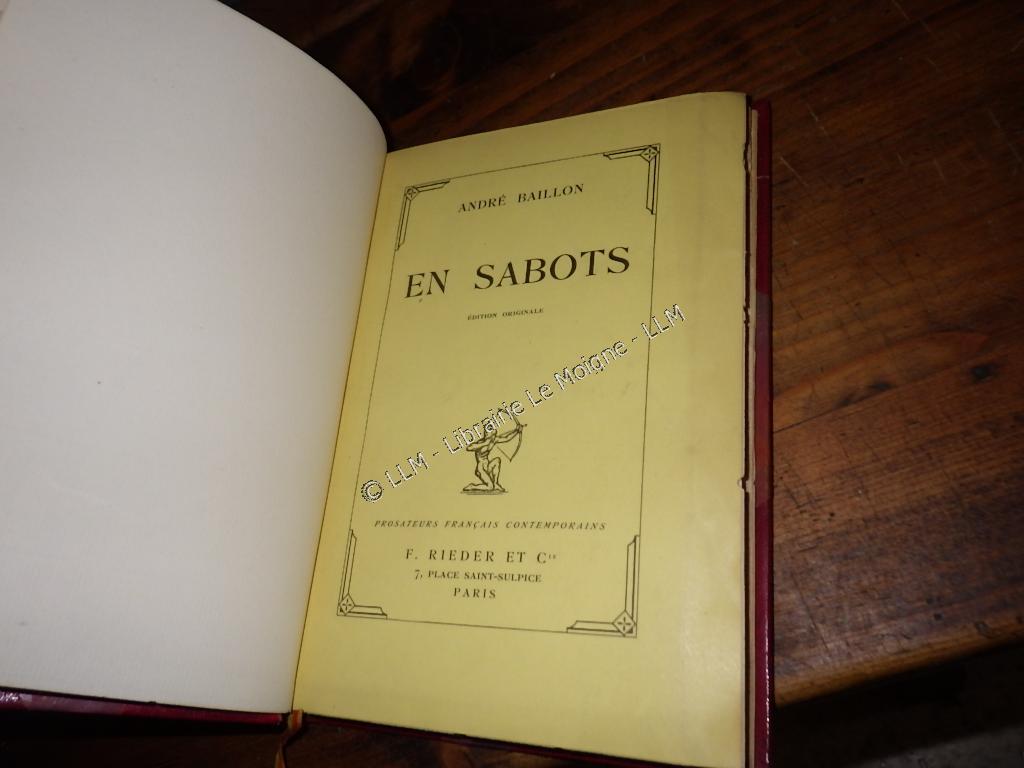 ANDRÉ BAILLON
EN SABOTS
ÉDITION ORIGINALE
© LLM - Librairie Le Moigne - LLM
PROSATEURS FRANÇAIS CONTEMPORAINS
F. RIEDER ET Cie
7, PLACE SAINT-SULPICE
PARIS